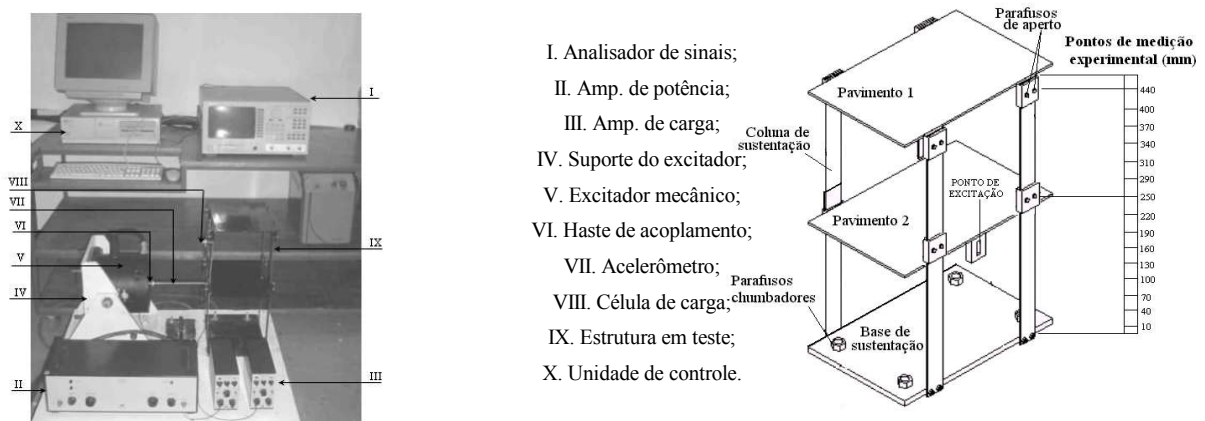 I
X
VIII
VII
VI
V
IV
IX
II
III
I. Analisador de sinais;
II. Amp. de potência;
III. Amp. de carga;
IV. Suporte do excitador;
V. Excitador mecânico;
VI. Haste de acoplamento;
VII. Acelerômetro;
VIII. Célula de carga;
IX. Estrutura em teste;
X. Unidade de controle.
Parafusos
de aperto
Pontos de medição
experimental (mm)
Pavimento 1
Coluna de
sustentação
PONTO DE
EXCITAÇÃO
Pavimento 2
Parafusos
chumbadores
Base de
sustentação
440
400
370
340
310
290
250
220
190
160
130
100
70
40
10